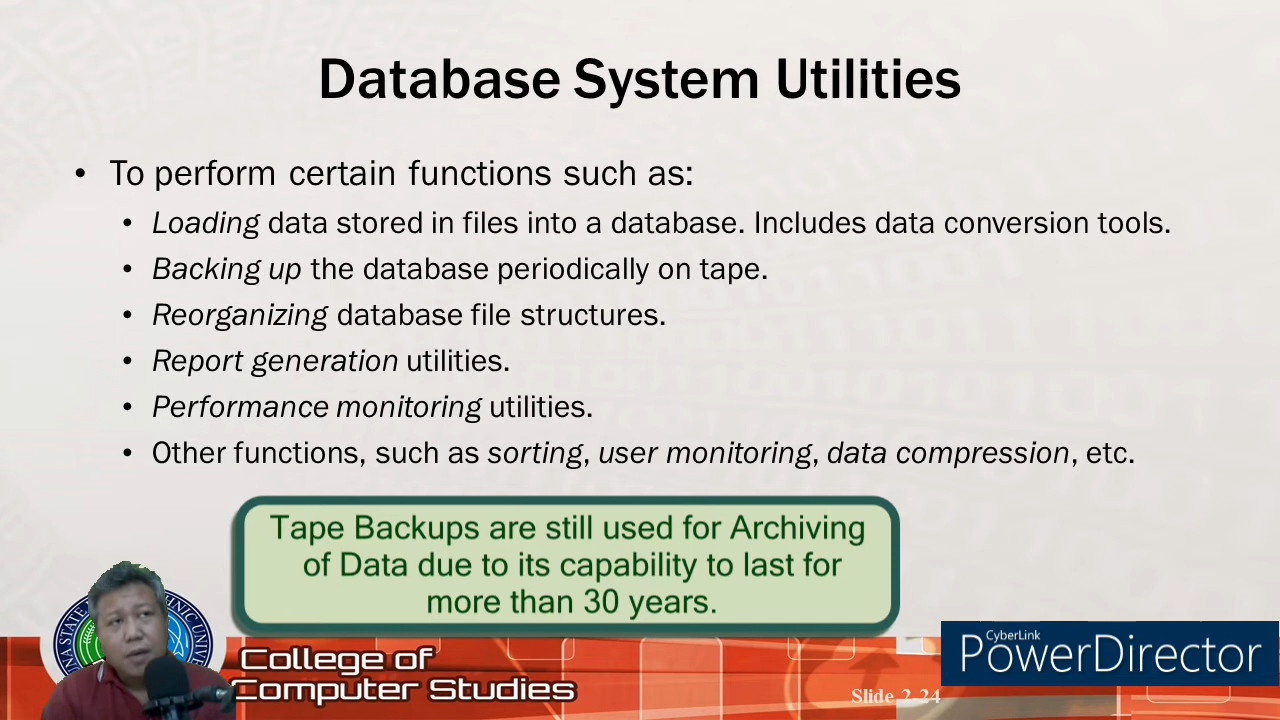 Database System Utilities
• To perform certain functions such as:
• Loading data stored in files into a database. Includes data conversion tools.
• Backing up the database periodically on tape.
• Reorganizing database file structures.
• Report generation utilities.
• Performance monitoring utilities.
• Other functions, such as sorting, user monitoring, data compression, etc.
Tape Backups are still used for Archiving
of Data due to its capability to last for
more than 30 years.
College of
Computer Studies
Slide 2-24
CyberLink
PowerDirector